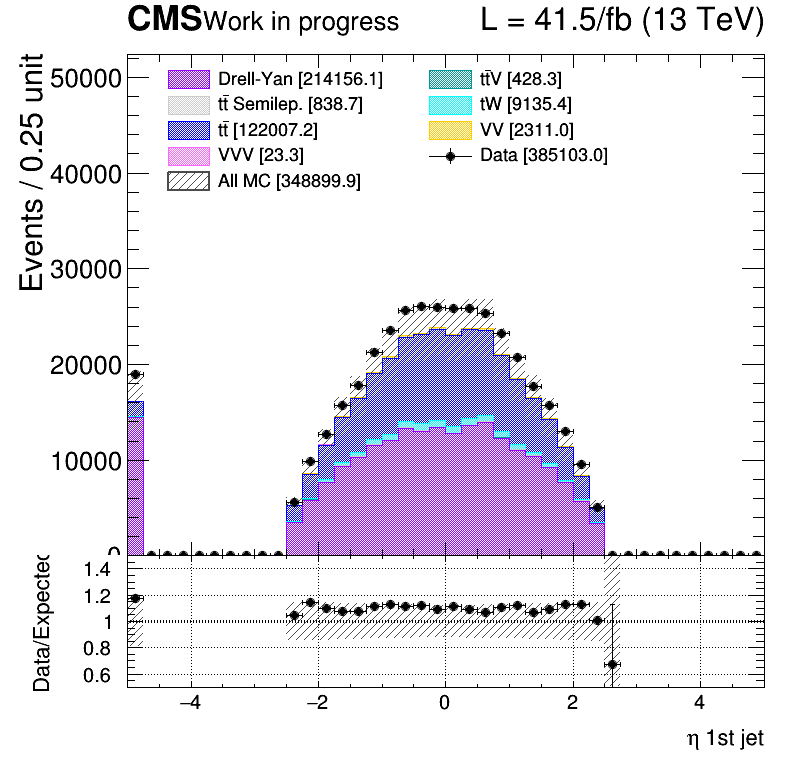 CMS Work in progress L = 41.5/fb (13 TeV)
Events / 0.25 unit
50000
40000
30000
20000
10000
0
Drell-Yan [214156.1]
tt̄ Semilep. [838.7]
tt̄ [122007.2]
VVV [23.3]
All MC [348899.9]
tt̄V [428.3]
tW [9135.4]
VV [2311.0]
Data [385103.0]
Data/Expected
1.4
1.2
1
0.8
0.6
−4 −2 0 2 4
η 1st jet